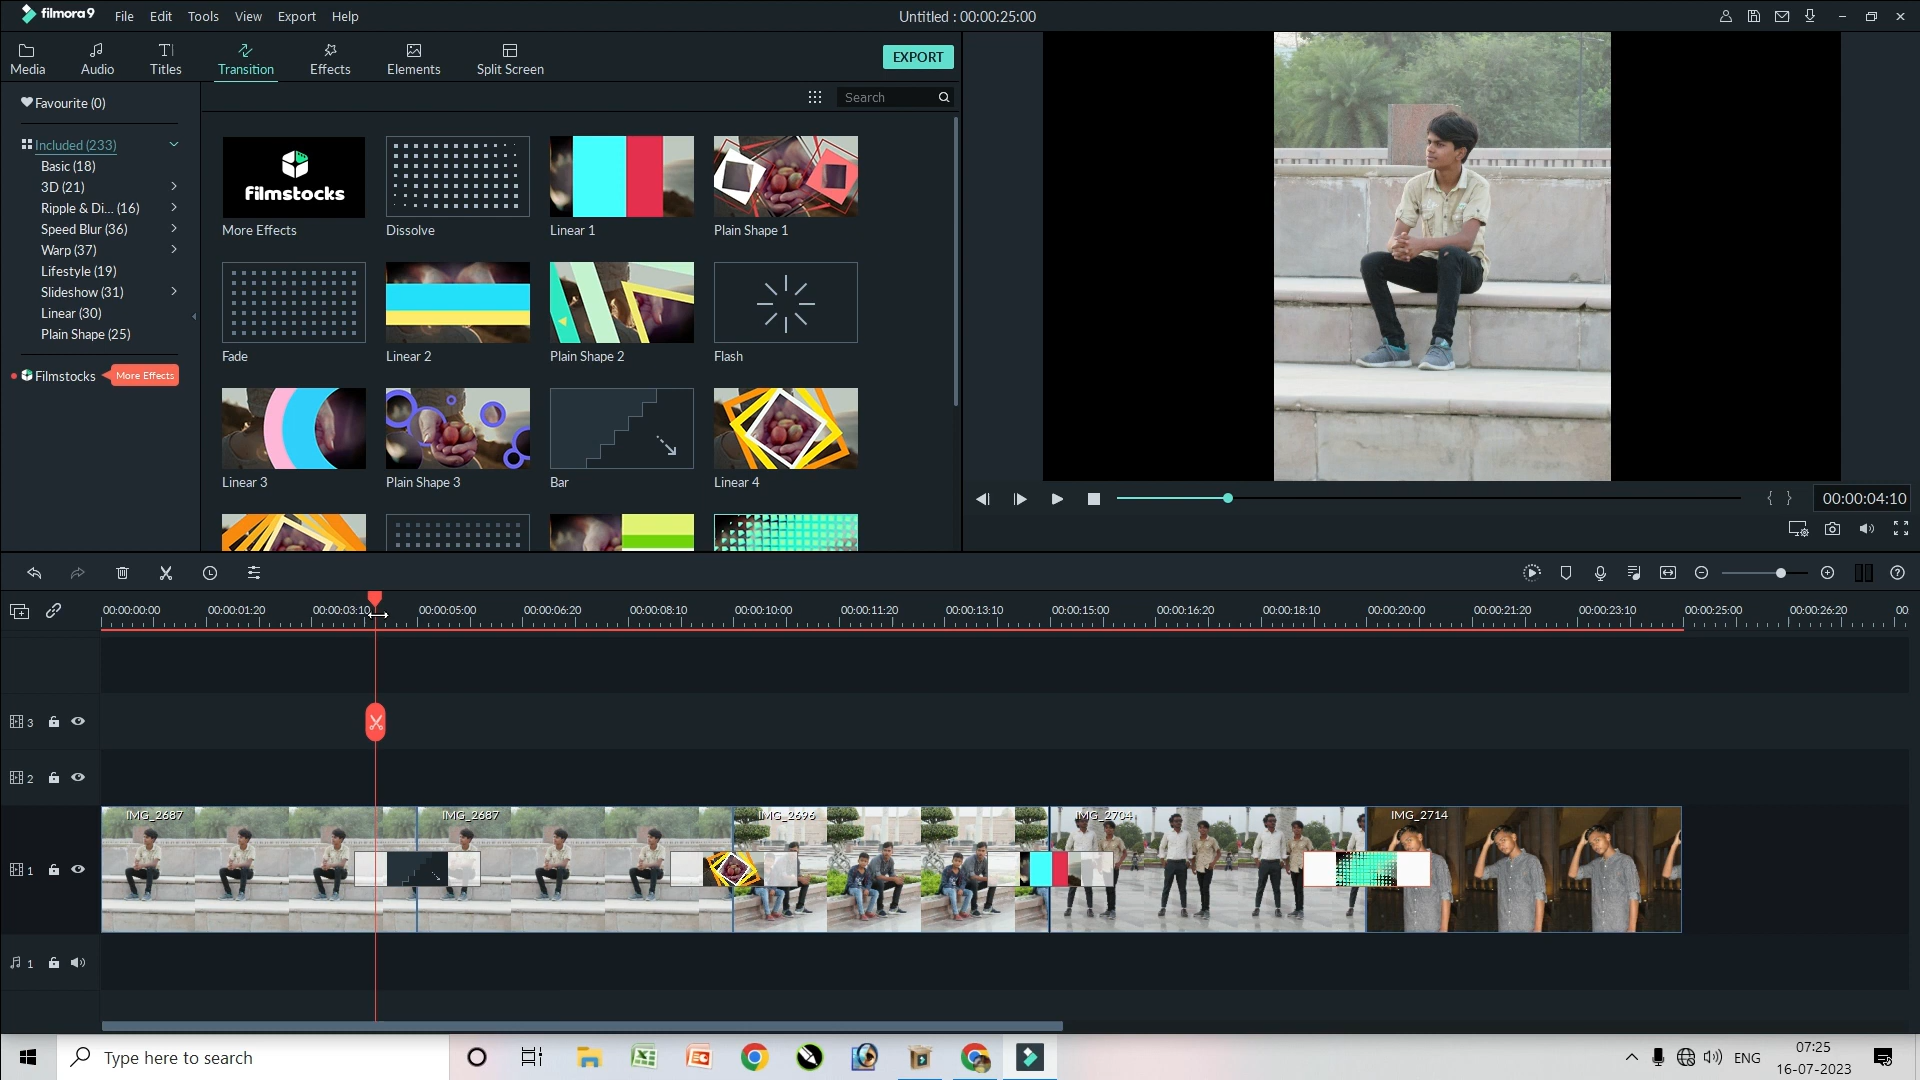 filmora9 File Edit Tools View Export Help Untitled : 00:00:25:00
Media Audio Titles Transition Effects Elements Split Screen EXPORT
Favourite (0)
Search
Included (233)
Basic (18)
3D (21)
Ripple & Di... (16)
Speed Blur (36)
Warp (37)
Lifestyle (19)
Slideshow (31)
Linear (30)
Plain Shape (25)
Filmstocks More Effects
filmstocks
More Effects Dissolve Linear 1 Plain Shape 1
Fade Linear 2 Plain Shape 2 Flash
Linear 3 Plain Shape 3 Bar Linear 4
{ } 00:00:04:10
00:00:00:00 00:00:01:20 00:00:03:10 00:00:05:00 00:00:06:20 00:00:08:10 00:00:10:00 00:00:11:20 00:00:13:10 00:00:15:00 00:00:16:20 00:00:18:10 00:00:20:00 00:00:21:20 00:00:23:10 00:00:25:00 00:00:26:20 00
3
2
IMG_2687 IMG_2687 IMG_2696 IMG_2704 IMG_2714
1
1
Type here to search ENG 07:25
16-07-2023